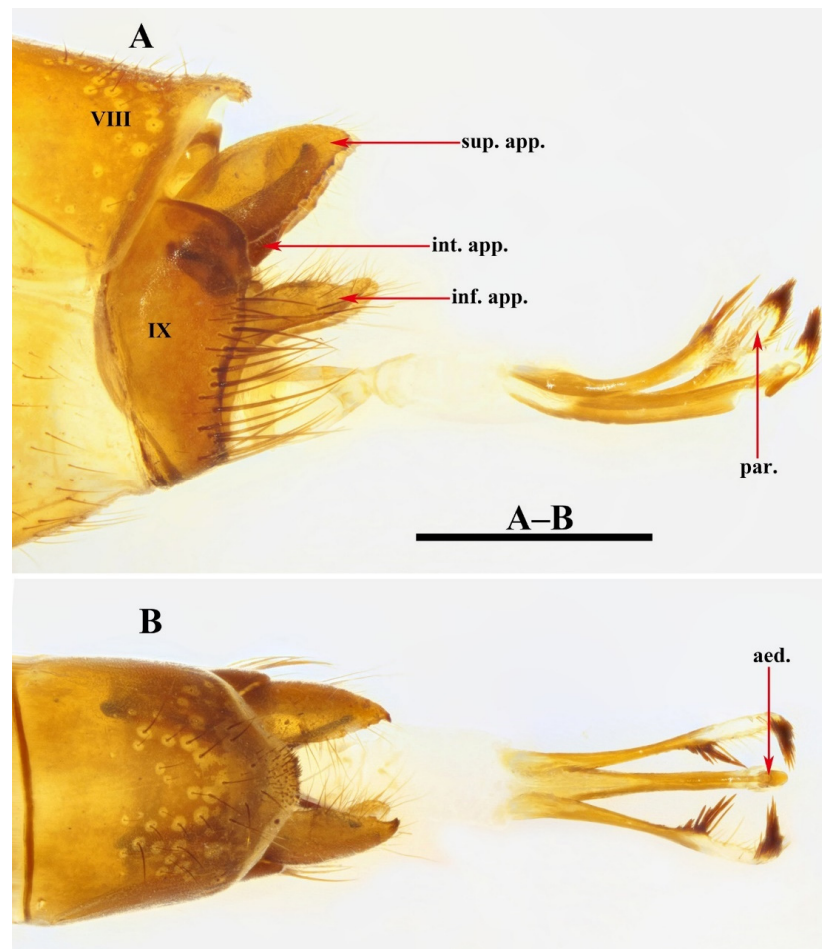 A
VIII
sup. app.
int. app.
inf. app.
IX
par.
A–B
B
aed.